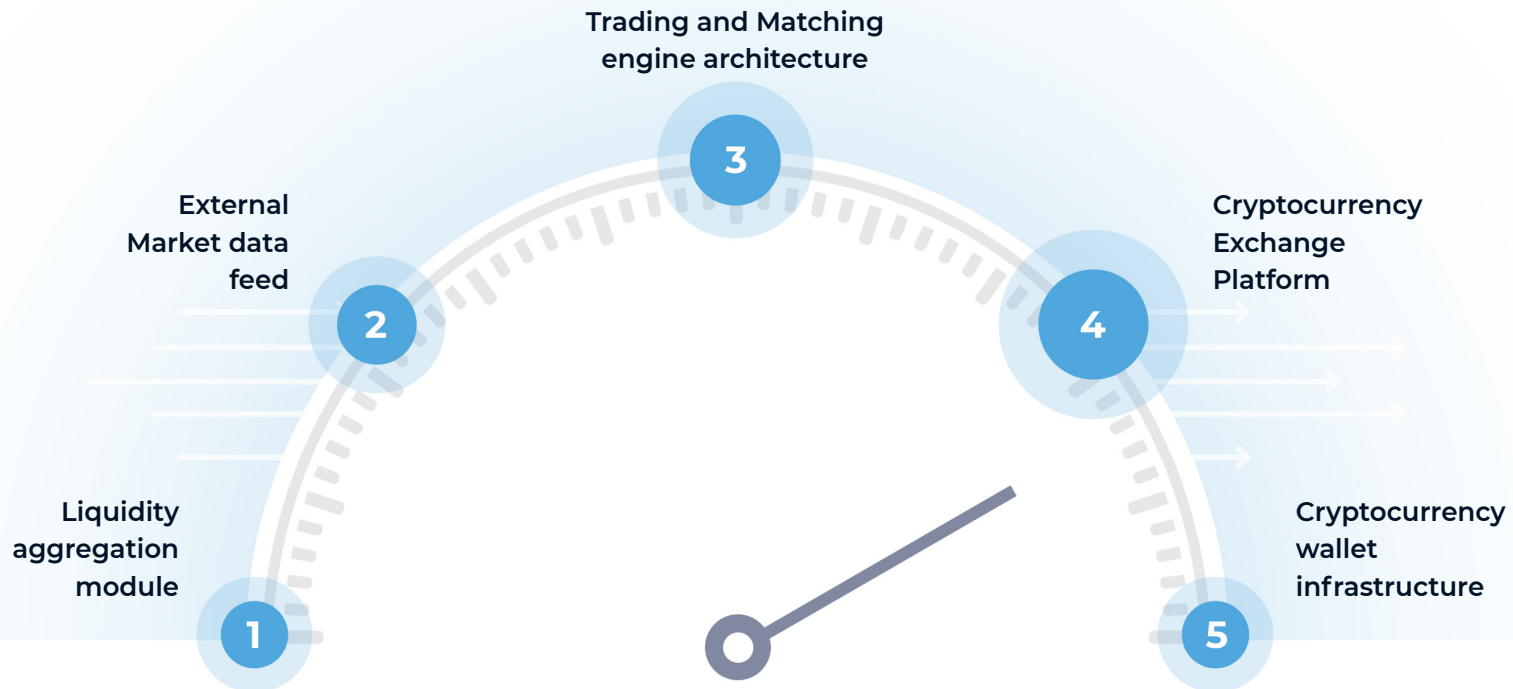 Trading and Matching
engine architecture
3
External
Market data
feed
2
Cryptocurrency
Exchange
Platform
4
Liquidity
aggregation
module
1
Cryptocurrency
wallet
infrastructure
5